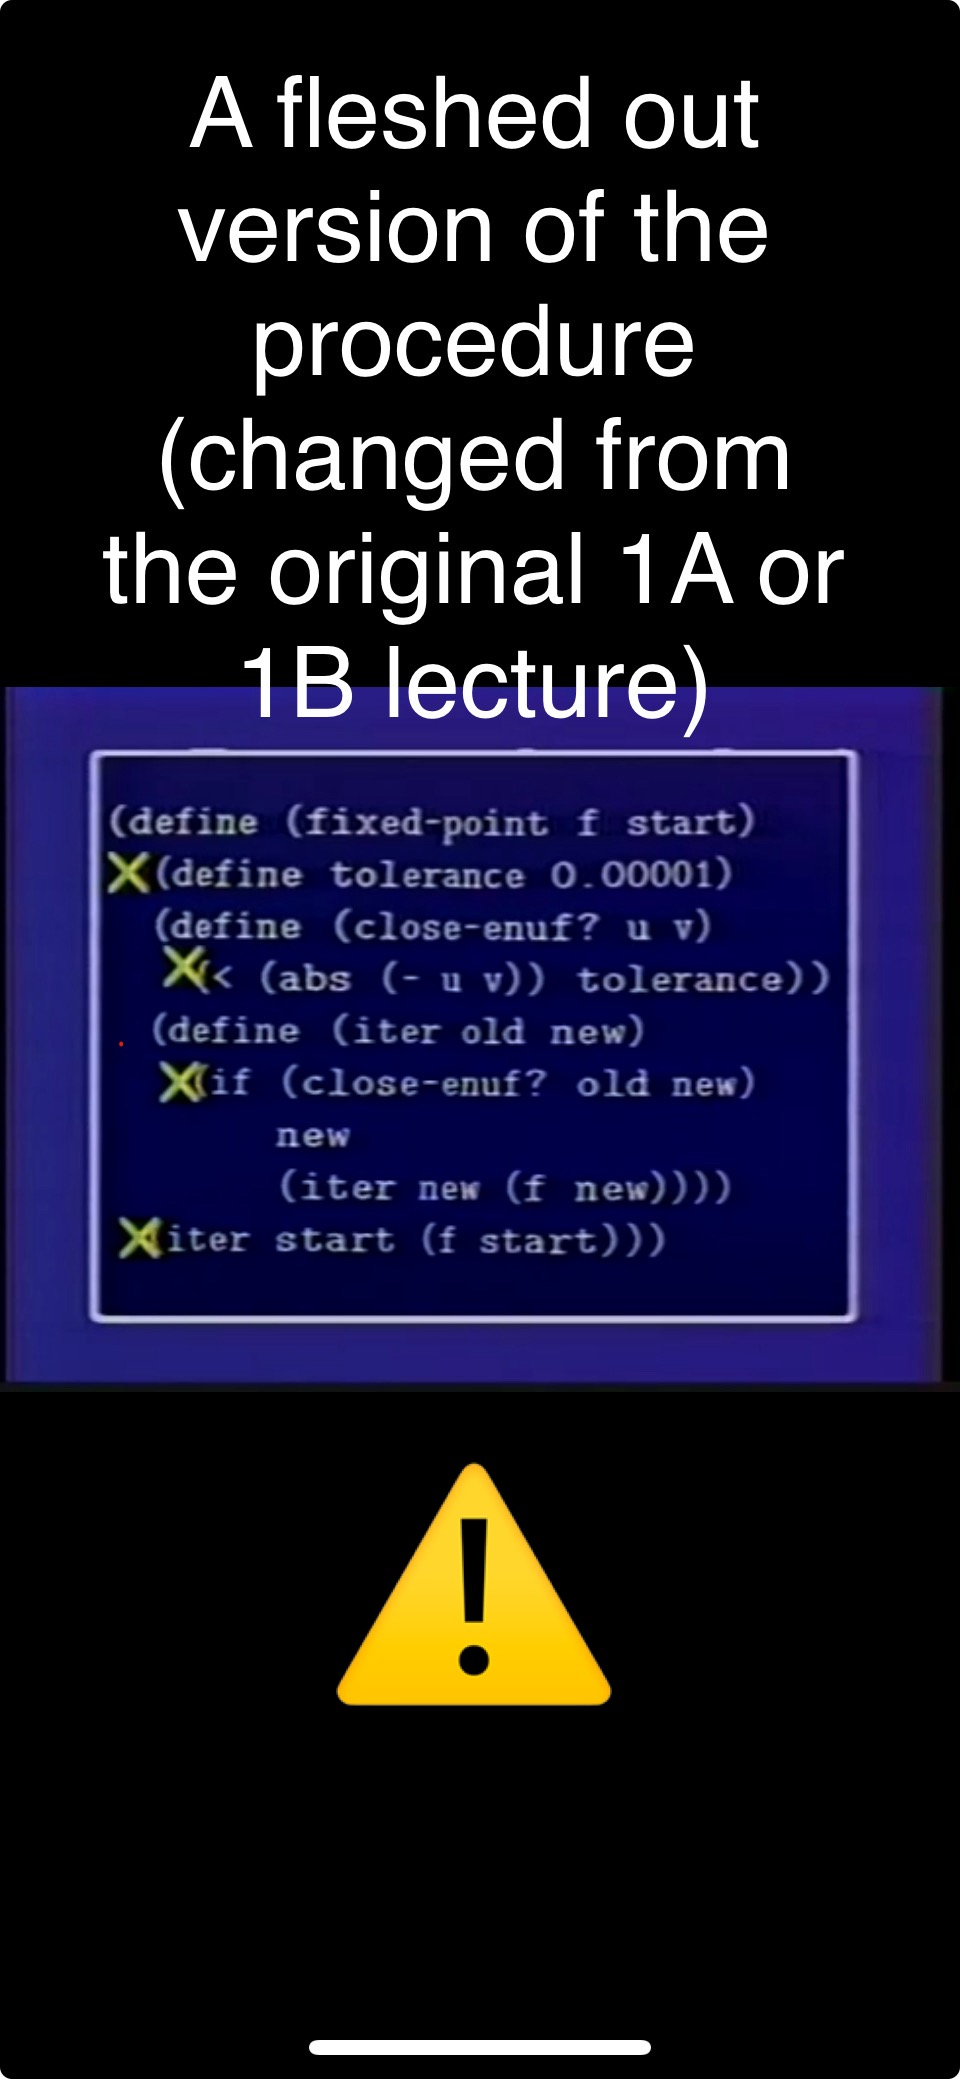 A fleshed out
version of the
procedure
(changed from
the original 1A or
1B lecture)
(define (fixed-point f start)
(define tolerance 0.00001)
(define (close-enuf? u v)
(< (abs (- u v)) tolerance))
(define (iter old new)
(if (close-enuf? old new)
new
(iter new (f new))))
(iter start (f start)))
!